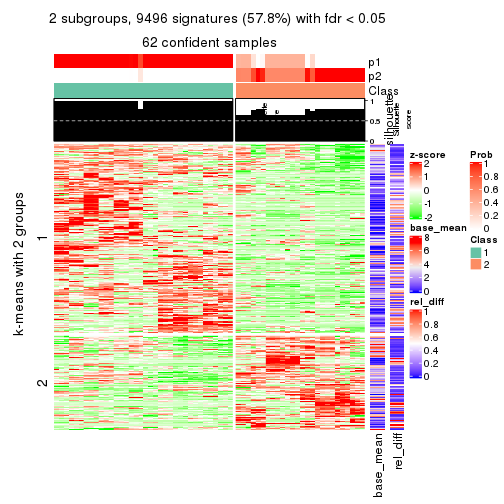 2 subgroups, 9496 signatures (57.8%) with fdr < 0.05
62 confident samples
p1
p2
Class
1
0.5
0
silhouette
Silhouette
score
k-means with 2 groups
1
2
base_mean
rel_diff
z-score
2
1
0
-1
-2
base_mean
8
6
4
2
0
rel_diff
1
0.8
0.6
0.4
0.2
0
Prob
1
0.8
0.6
0.4
0.2
0
Class
1
2